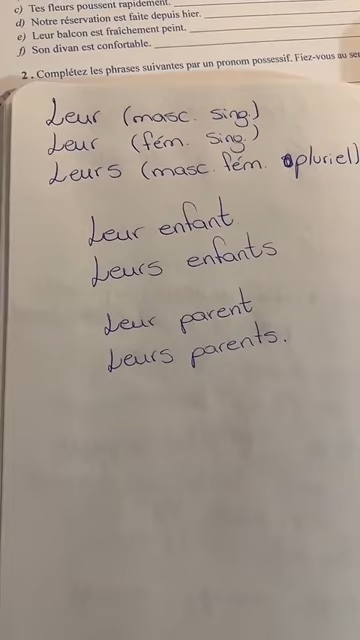 c) Tes fleurs poussent rapidement.
d) Notre réservation est faite depuis hier.
e) Leur balcon est fraîchement peint.
f) Son divan est confortable.
2. Complétez les phrases suivantes par un pronom possessif. Fiez-vous au
Leur (masc. sing.)
Leur (fém. sing.)
Leurs (masc. fém. pluriel)
Leur enfant
Leurs enfants
Leur parent
Leurs parents.